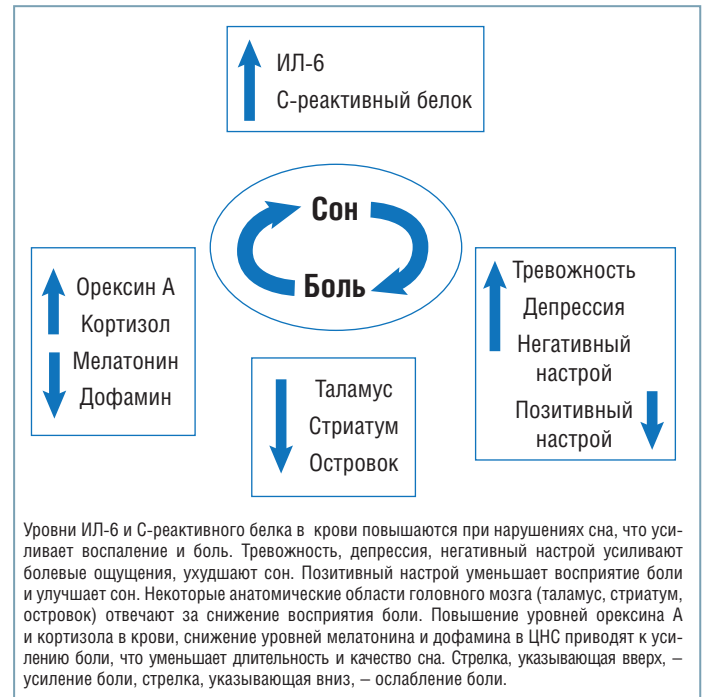 ИЛ-6
С-реактивный белок
Сон
Боль
Орексин А
Кортизол
Мелатонин
Дофамин
Таламус
Стриатум
Островок
Тревожность
Депрессия
Негативный
настрой
Позитивный
настрой
Уровни ИЛ-6 и С-реактивного белка в крови повышаются при нарушениях сна, что уси-
ливает воспаление и боль. Тревожность, депрессия, негативный настрой усиливают
болевые ощущения, ухудшают сон. Позитивный настрой уменьшает восприятие боли
и улучшает сон. Некоторые анатомические области головного мозга (таламус, стриатум,
островок) отвечают за снижение восприятия боли. Повышение уровней орексина А
и кортизола в крови, снижение уровней мелатонина и дофамина в ЦНС приводят к уси-
лению боли, что уменьшает длительность и качество сна. Стрелка, указывающая вверх, –
усиление боли, стрелка, указывающая вниз, – ослабление боли.